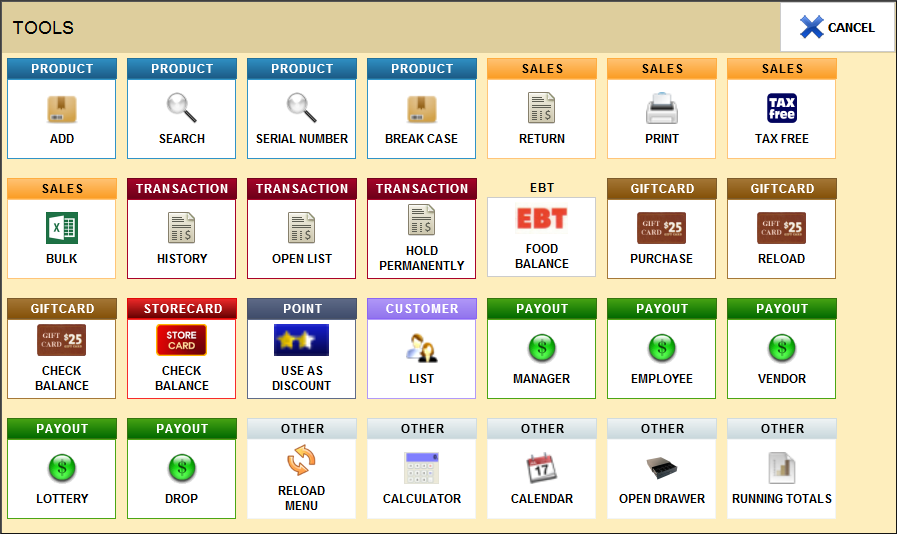 TOOLS
CANCEL
PRODUCT
ADD
PRODUCT
SEARCH
PRODUCT
SERIAL NUMBER
PRODUCT
BREAK CASE
SALES
RETURN
SALES
PRINT
SALES
TAX
free
TAX FREE
SALES
BULK
TRANSACTION
HISTORY
TRANSACTION
OPEN LIST
TRANSACTION
HOLD
PERMANENTLY
EBT
EBT
FOOD
BALANCE
GIFTCARD
GIFT
CARD $25
PURCHASE
GIFTCARD
GIFT
CARD $25
RELOAD
GIFTCARD
GIFT
CARD $25
CHECK
BALANCE
STORECARD
STORE
CARD
CHECK
BALANCE
POINT
USE AS
DISCOUNT
CUSTOMER
LIST
PAYOUT
$
MANAGER
PAYOUT
$
EMPLOYEE
PAYOUT
$
VENDOR
PAYOUT
$
LOTTERY
PAYOUT
$
DROP
OTHER
RELOAD
MENU
OTHER
CALCULATOR
OTHER
17
CALENDAR
OTHER
OPEN DRAWER
OTHER
RUNNING TOTALS